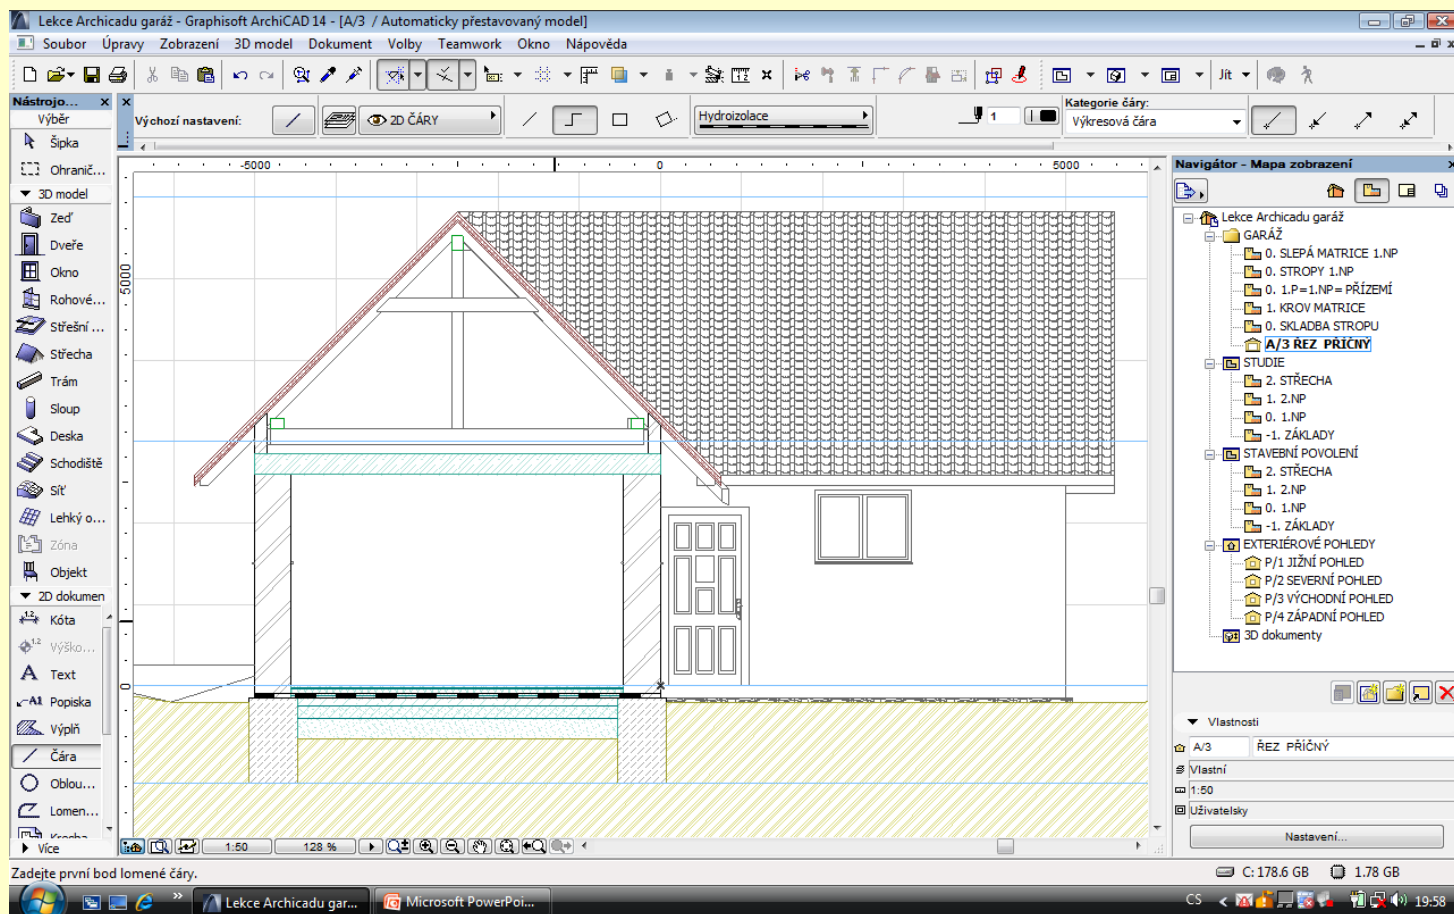 Lekce Archicadu garáž - Graphisoft ArchiCAD 14 - [A/3 / Automaticky přestavovaný model]
Soubor Úpravy Zobrazení 3D model Dokument Volby Teamwork Okno Nápověda
Jít
Nástrojo...
Výběr
Šipka
Ohranič...
3D model
Zeď
Dveře
Okno
Rohové...
Střešní ...
Střecha
Trám
Sloup
Deska
Schodiště
Síť
Lehký o...
Zóna
Objekt
2D dokumen
Kóta
Výško...
Text
Popiska
Výplň
Čára
Oblou...
Lomen...
Kresba
Více
Výchozí nastavení:
2D ČÁRY
Hydroizolace
1
Kategorie čáry:
Výkresová čára
-5000
0
5000
5000
0
1:50
128 %
Navigátor - Mapa zobrazení
Lekce Archicadu garáž
GARÁŽ
0. SLEPÁ MATRICE 1.NP
0. STROPY 1.NP
0. 1.P=1.NP= PŘÍZEMÍ
1. KROV MATRICE
0. SKLADBA STROPU
A/3 ŘEZ PŘÍČNÝ
STUDIE
2. STŘECHA
1. 2.NP
0. 1.NP
-1. ZÁKLADY
STAVEBNÍ POVOLENÍ
2. STŘECHA
1. 2.NP
0. 1.NP
-1. ZÁKLADY
EXTERIÉROVÉ POHLEDY
P/1 JIŽNÍ POHLED
P/2 SEVERNÍ POHLED
P/3 VÝCHODNÍ POHLED
P/4 ZÁPADNÍ POHLED
3D dokumenty
Vlastnosti
A/3 ŘEZ PŘÍČNÝ
Vlastní
1:50
Uživatelsky
Nastavení...
Zadejte první bod lomené čáry.
C: 178.6 GB 1.78 GB
Lekce Archicadu gar... Microsoft PowerPoi... CS 19:58